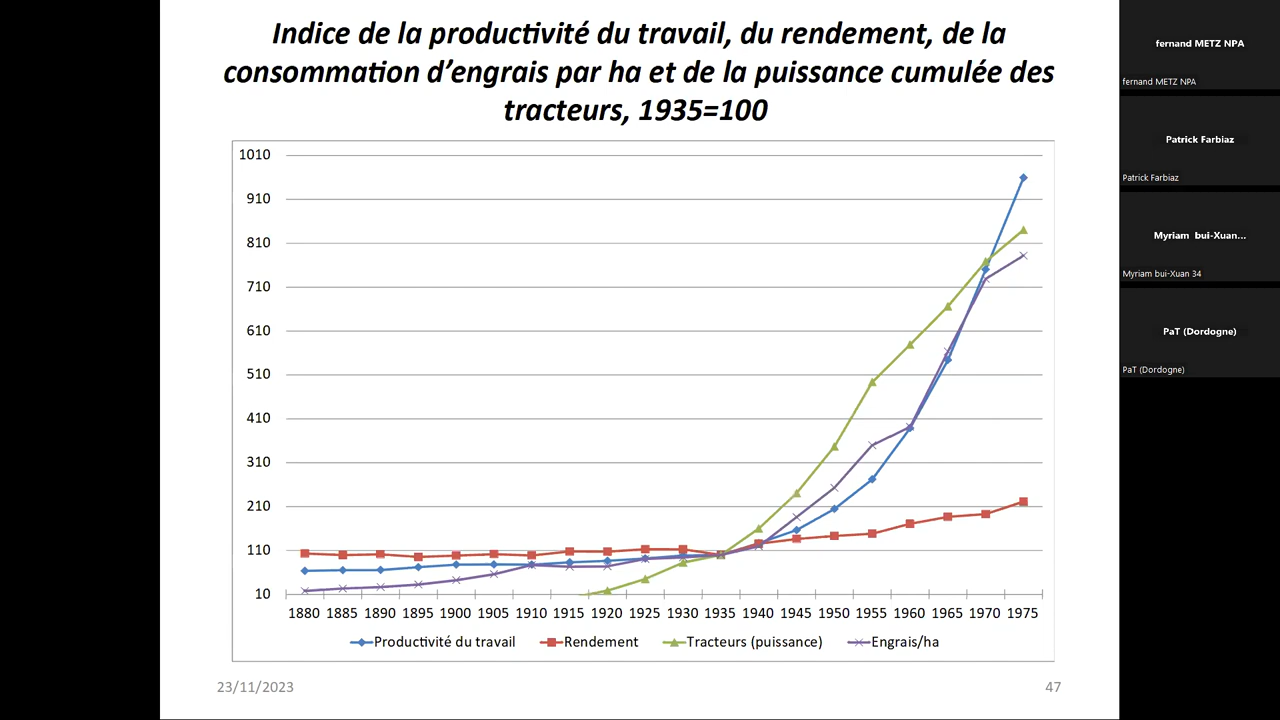 Indice de la productivité du travail, du rendement, de la
consommation d'engrais par ha et de la puissance cumulée des
tracteurs, 1935=100
1010
910
810
710
610
510
410
310
210
110
10
1880 1885 1890 1895 1900 1905 1910 1915 1920 1925 1930 1935 1940 1945 1950 1955 1960 1965 1970 1975
Productivité du travail Rendement Tracteurs (puissance) Engrais/ha
23/11/2023
47
fernand METZ NPA
fernand METZ NPA
Patrick Farbiaz
Patrick Farbiaz
Myriam bui-Xuan...
Myriam bui-Xuan 34
PaT (Dordogne)
PaT (Dordogne)